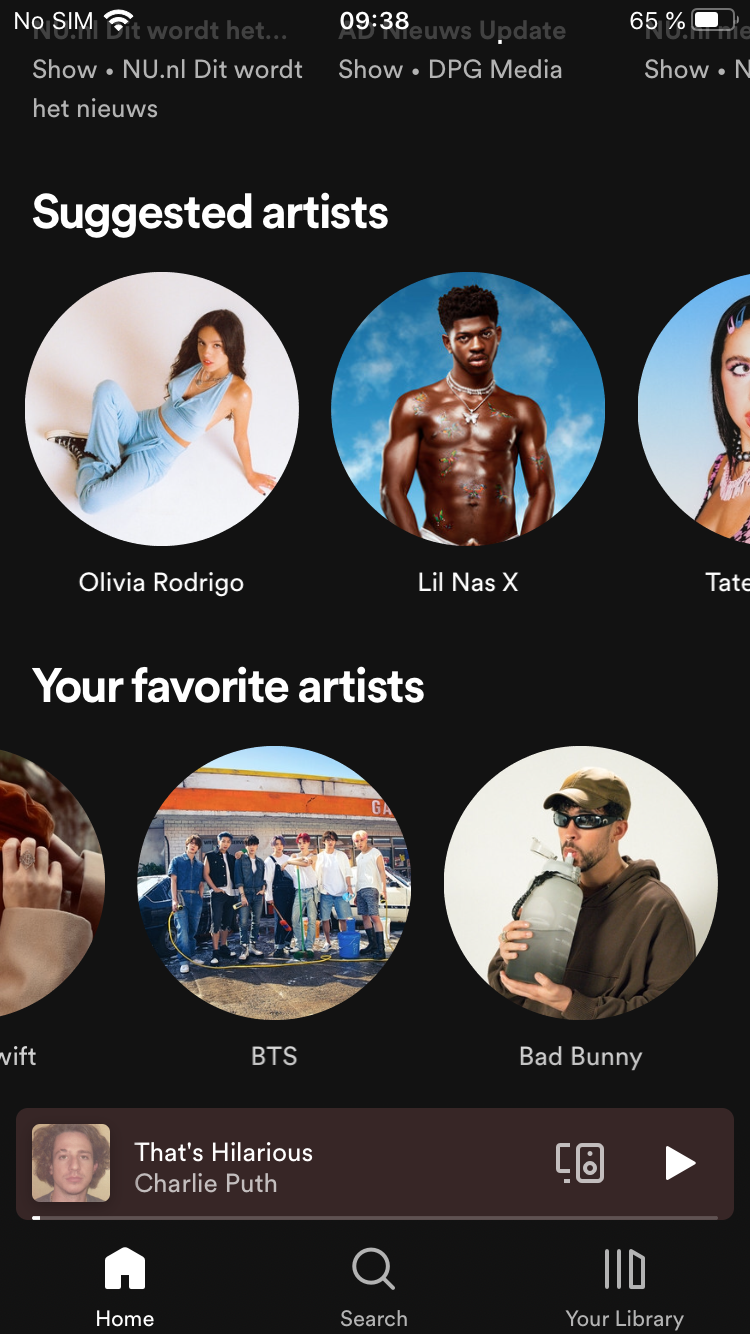 No SIM 09:38 65 %
NU.nl Dit wordt het... AD Nieuws Update NU.nl
Show • NU.nl Dit wordt het nieuws
Show • DPG Media
Show • N
Suggested artists
Olivia Rodrigo
Lil Nas X
Tate
Your favorite artists
wift
BTS
Bad Bunny
GA
That's Hilarious
Charlie Puth
Home
Search
Your Library